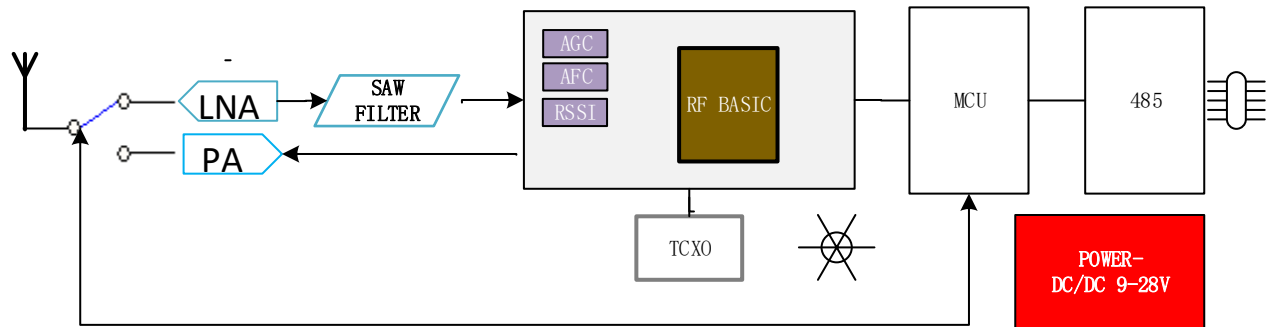 LNA
SAW
FILTER
PA
AGC
AFC
RSSI
RF BASIC
MCU
485
TCXO
POWER-
DC/DC 9-28V